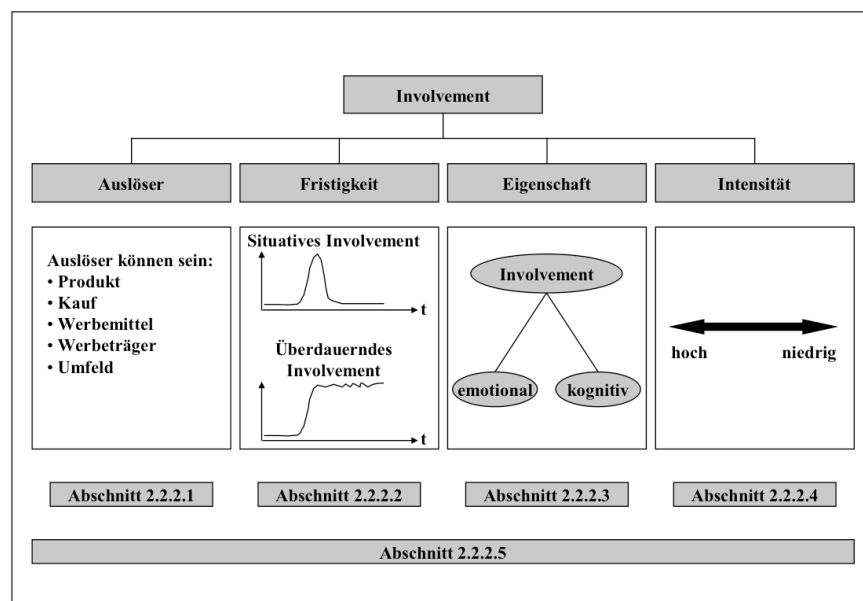 Involvement
Auslöser
Fristigkeit
Eigenschaft
Intensität
Auslöser können sein:
• Produkt
• Kauf
• Werbemittel
• Werbeträger
• Umfeld
Situatives Involvement
t
Überdauerndes
Involvement
t
Involvement
emotional
kognitiv
hoch
niedrig
Abschnitt 2.2.2.1
Abschnitt 2.2.2.2
Abschnitt 2.2.2.3
Abschnitt 2.2.2.4
Abschnitt 2.2.2.5